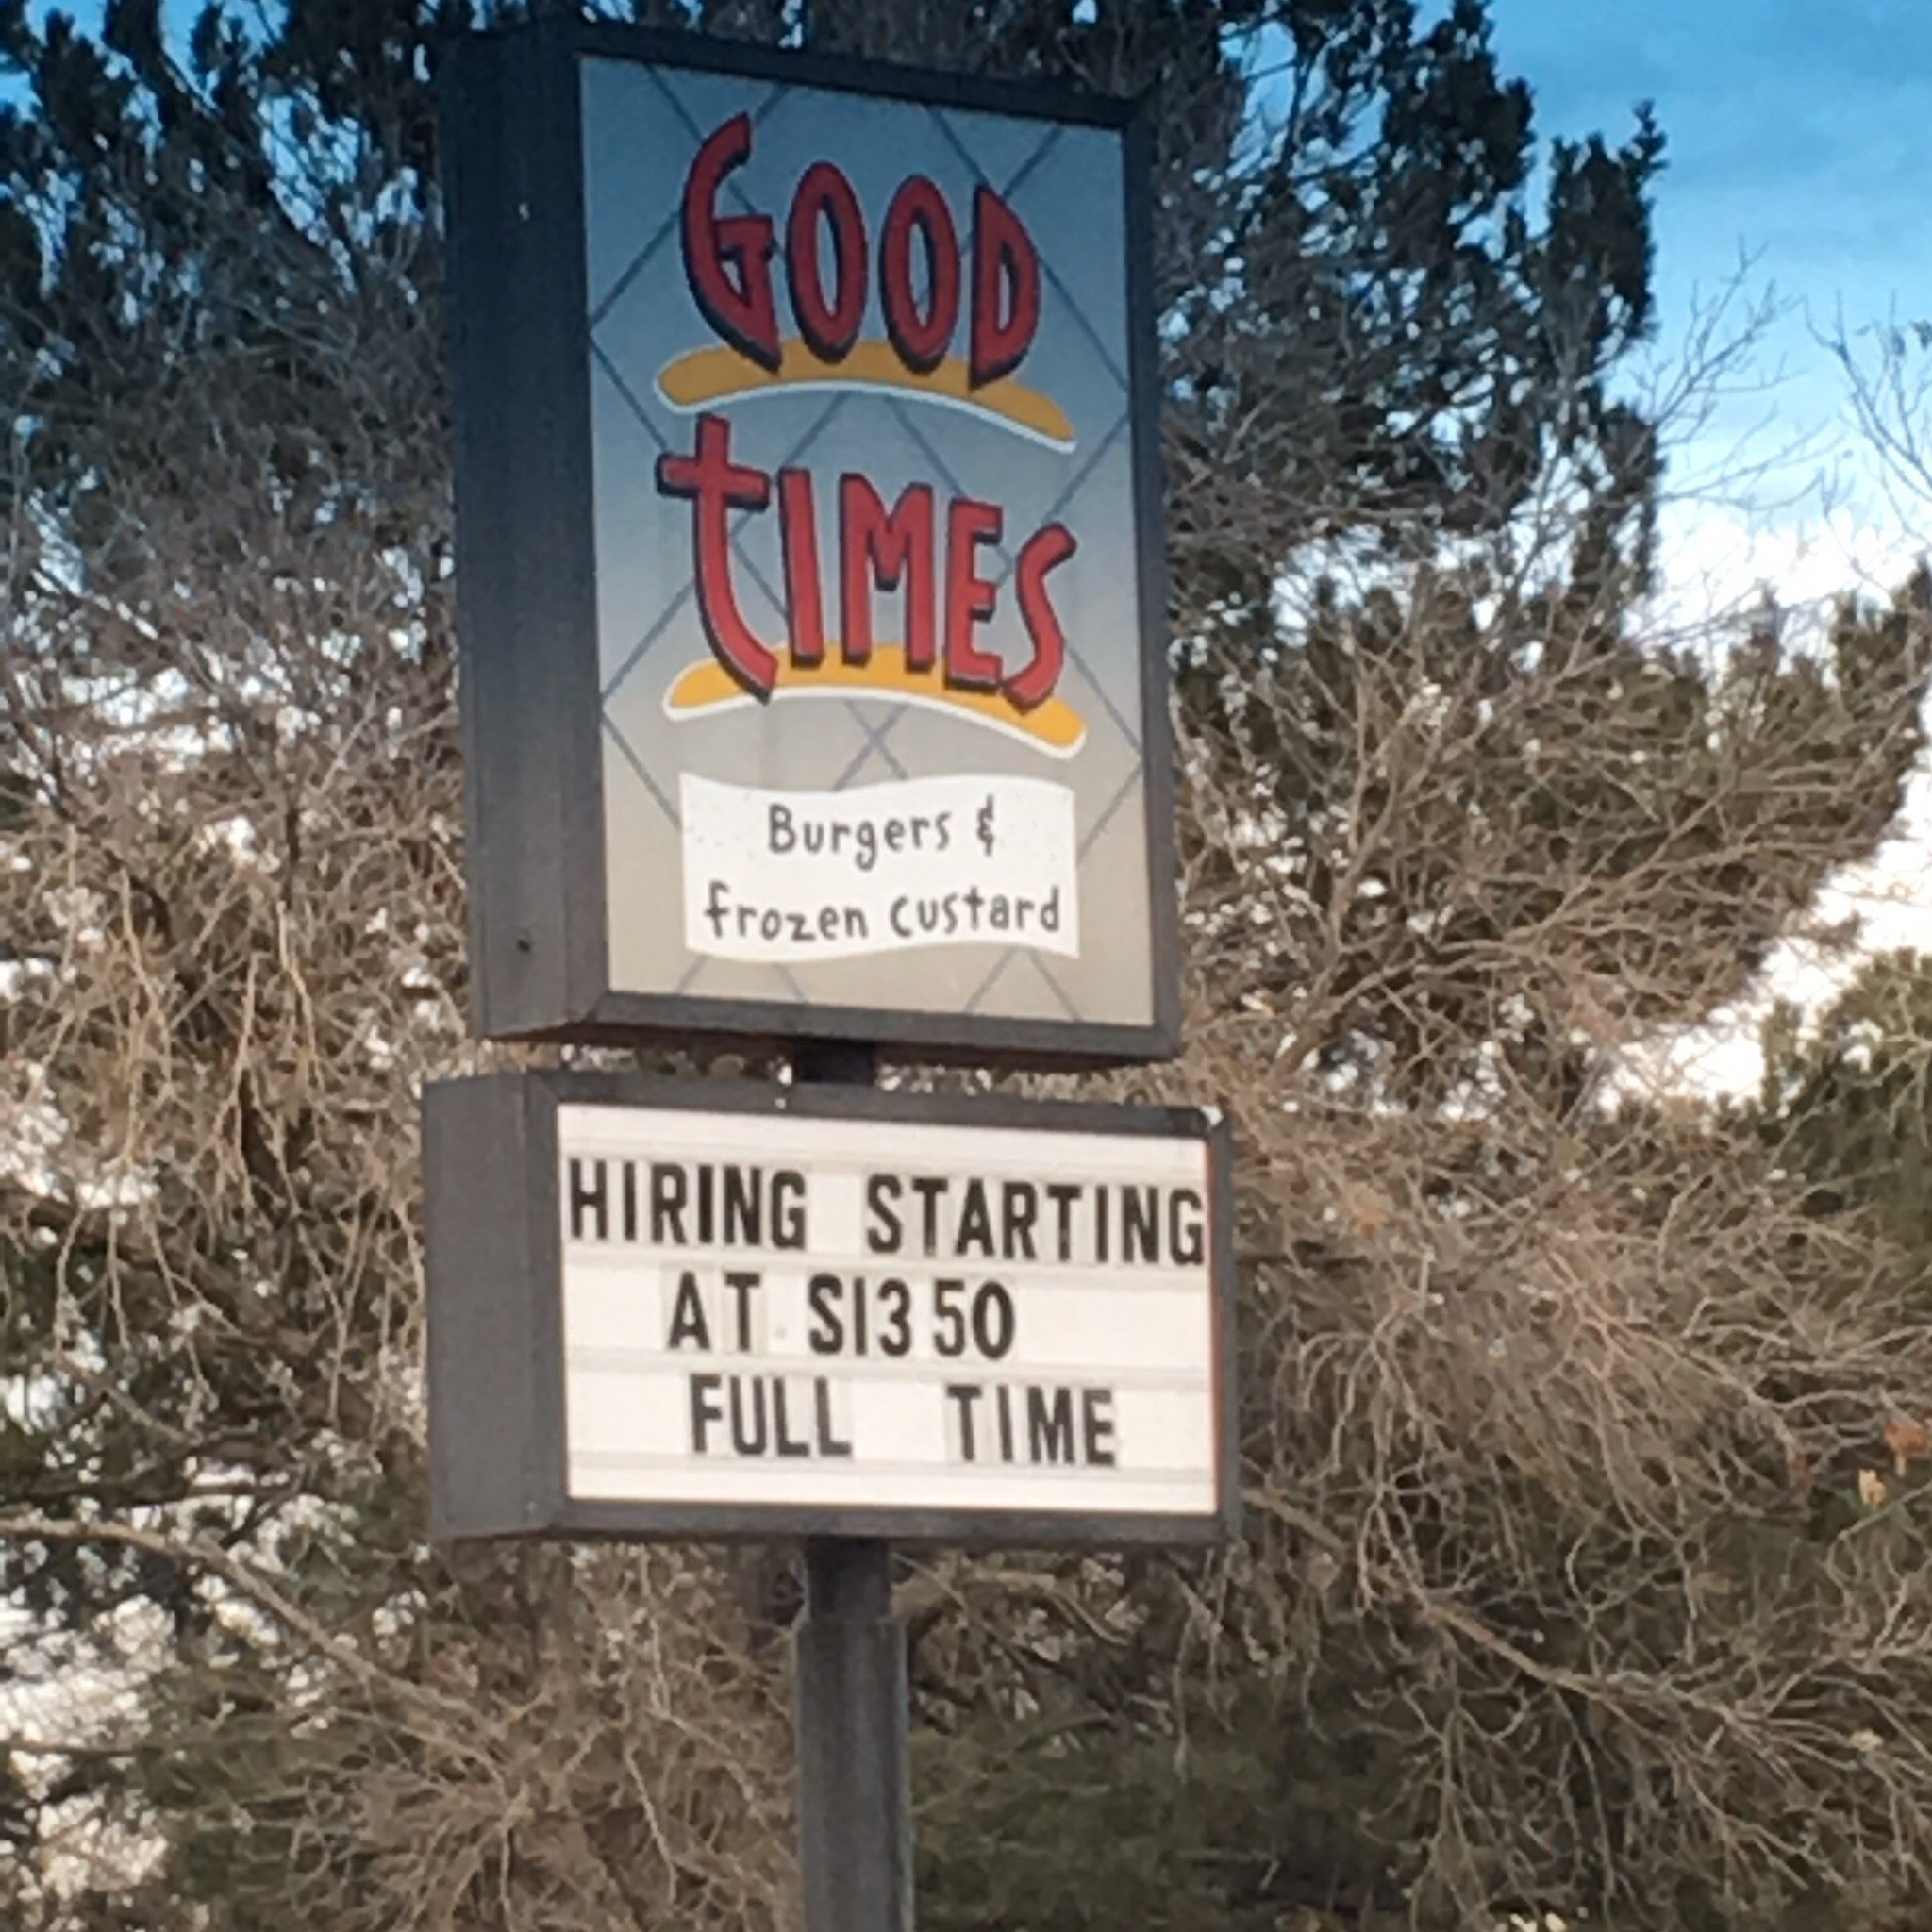 GOOD
TIMES
Burgers &
frozen custard
HIRING STARTING
AT S13 50
FULL TIME